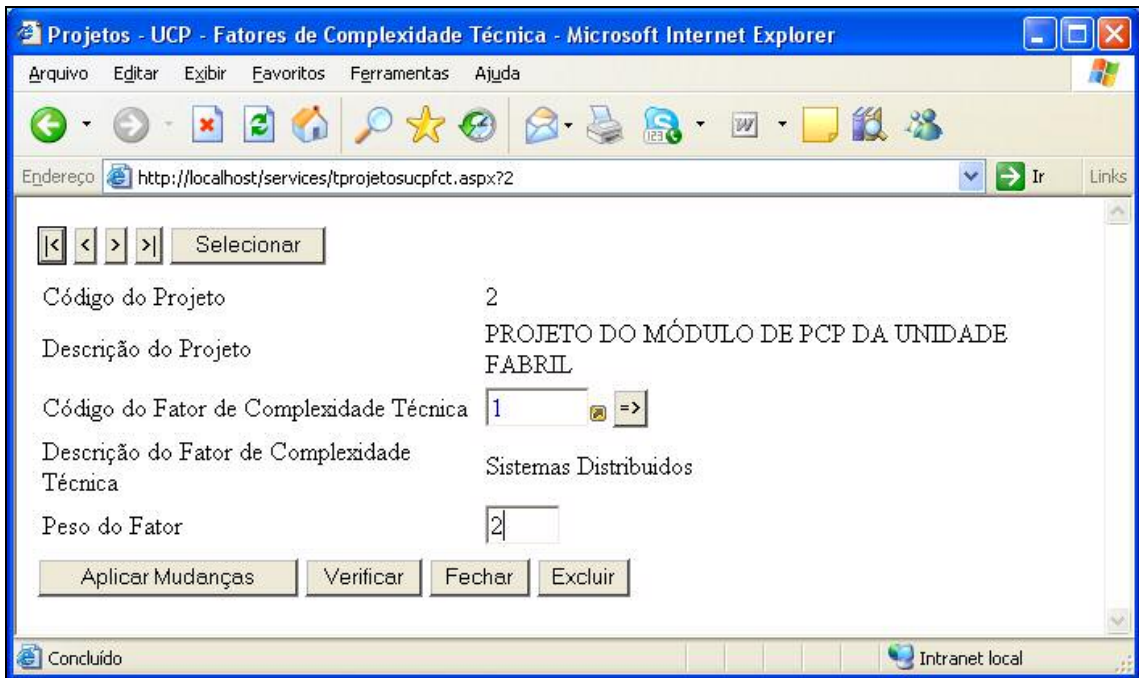 Projetos - UCP - Fatores de Complexidade Técnica - Microsoft Internet Explorer
Arquivo Editar Exibir Favoritos Ferramentas Ajuda
Endereço http://localhost/services/tprojetosucpfct.aspx?2 Ir Links
|< < > >| Selecionar
Código do Projeto 2
Descrição do Projeto PROJETO DO MÓDULO DE PCP DA UNIDADE
FABRIL
Código do Fator de Complexidade Técnica 1 =>
Descrição do Fator de Complexidade
Técnica Sistemas Distribuidos
Peso do Fator 2
Aplicar Mudanças Verificar Fechar Excluir
Concluído Intranet local